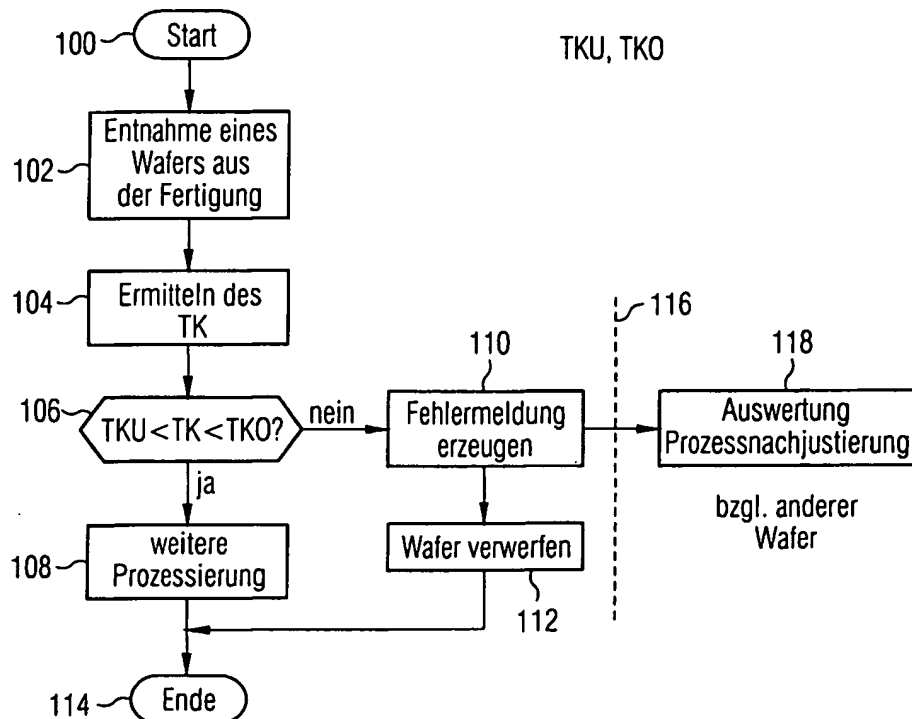 100
Start
TKU, TKO
102
Entnahme eines
Wafers aus
der Fertigung
104
Ermitteln des
TK
116
106
TKU<TK<TKO?
nein
ja
110
Fehlermeldung
erzeugen
118
Auswertung
Prozessnachjustierung
bzgl. anderer
Wafer
108
weitere
Prozessierung
Wafer verwerfen
112
114
Ende